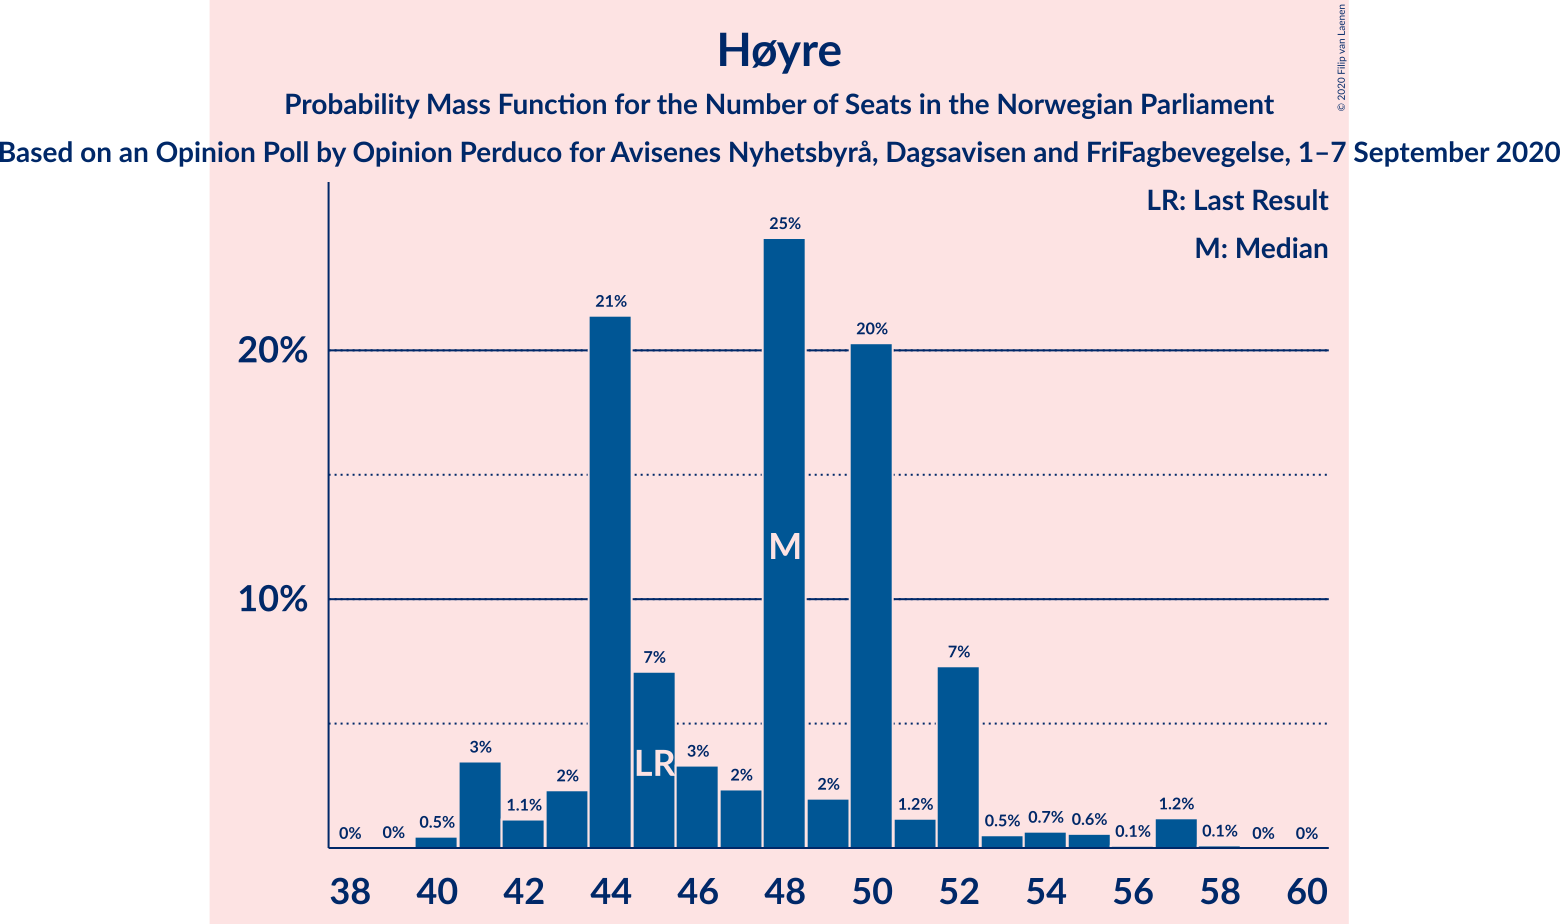 Høyre
© 2020 Filip van Laenen
Probability Mass Function for the Number of Seats in the Norwegian Parliament
Based on an Opinion Poll by Opinion Perduco for Avisenes Nyhetsbyrå, Dagsavisen and FriFagbevegelse, 1–7 September 2020
LR: Last Result
M: Median
20%
10%
0%
0%
0.5%
3%
1.1%
2%
21%
7%
3%
2%
25%
2%
20%
1.2%
7%
0.5%
0.7%
0.6%
0.1%
1.2%
0.1%
0%
0%
LR
M
38 40 42 44 46 48 50 52 54 56 58 60